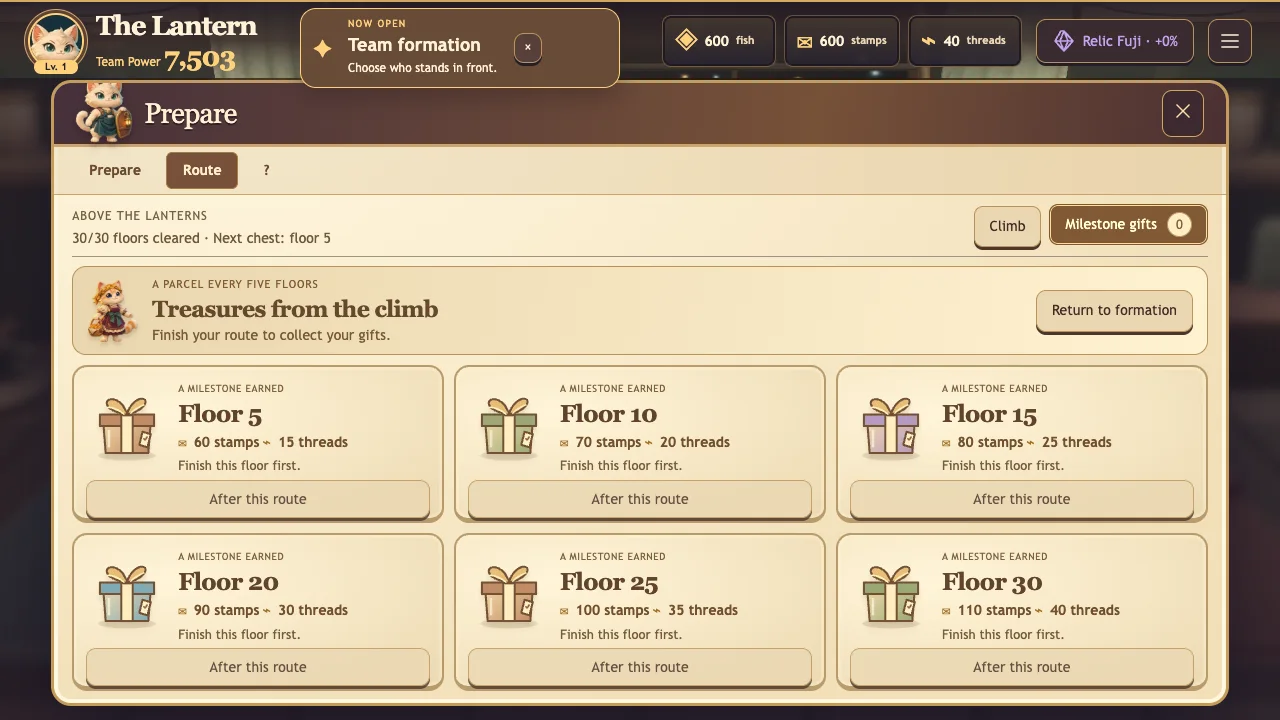 The Lantern
Lv. 1
Team Power 7,503
NOW OPEN
Team formation
Choose who stands in front.
×
600 fish
600 stamps
40 threads
Relic Fuji · +0%
Prepare
Prepare
Route
?
ABOVE THE LANTERNS
30/30 floors cleared · Next chest: floor 5
Climb
Milestone gifts 0
A PARCEL EVERY FIVE FLOORS
Treasures from the climb
Finish your route to collect your gifts.
Return to formation
A MILESTONE EARNED
Floor 5
60 stamps 15 threads
Finish this floor first.
After this route
A MILESTONE EARNED
Floor 10
70 stamps 20 threads
Finish this floor first.
After this route
A MILESTONE EARNED
Floor 15
80 stamps 25 threads
Finish this floor first.
After this route
A MILESTONE EARNED
Floor 20
90 stamps 30 threads
Finish this floor first.
After this route
A MILESTONE EARNED
Floor 25
100 stamps 35 threads
Finish this floor first.
After this route
A MILESTONE EARNED
Floor 30
110 stamps 40 threads
Finish this floor first.
After this route